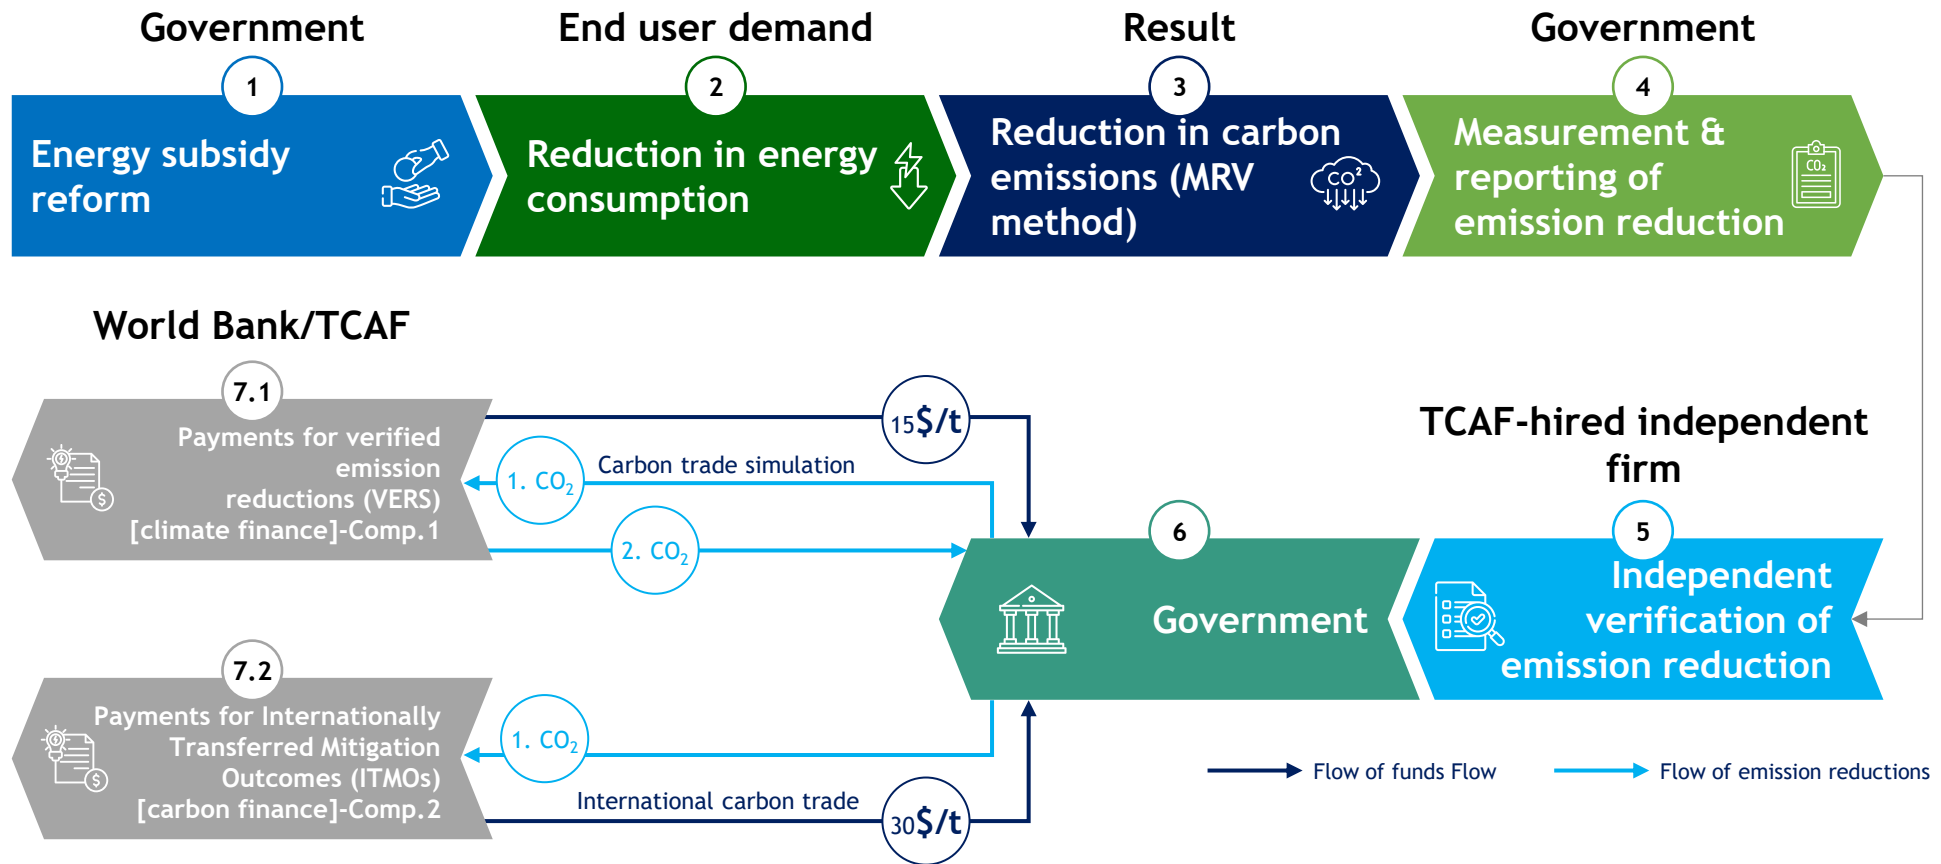 Government
End user demand
Result
Government
1
2
3
4
Energy subsidy
reform
Reduction in energy
consumption
Reduction in carbon
emissions (MRV
method)
CO2
Measurement &
reporting of
emission reduction
CO2
World Bank/TCAF
7.1
Payments for verified
emission
reductions (VERS)
[climate finance]-Comp.1
15$/t
Carbon trade simulation
1. CO2
2. CO2
TCAF-hired independent
firm
6
Government
5
Independent
verification of
emission reduction
7.2
Payments for Internationally
Transferred Mitigation
Outcomes (ITMOs)
[carbon finance]-Comp.2
1. CO2
International carbon trade
30$/t
Flow of funds Flow
Flow of emission reductions